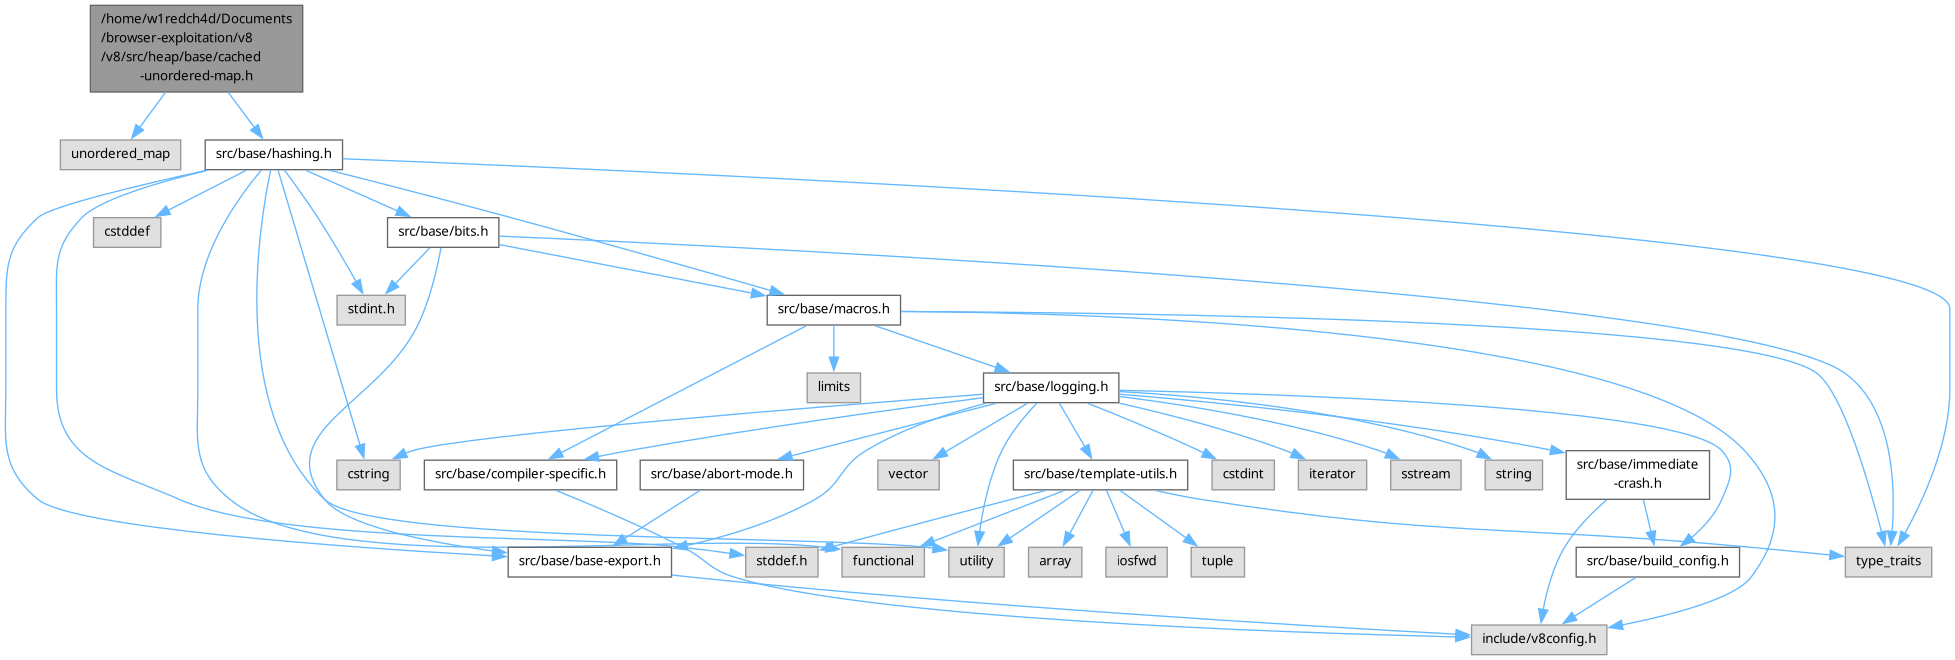 /home/w1redch4d/Documents
/browser-exploitation/v8
/v8/src/heap/base/cached
-unordered-map.h
unordered_map
src/base/hashing.h
cstddef
src/base/bits.h
stdint.h
src/base/macros.h
limits
src/base/logging.h
cstring
src/base/compiler-specific.h
src/base/abort-mode.h
vector
src/base/template-utils.h
cstdint
iterator
sstream
string
src/base/immediate
-crash.h
src/base/base-export.h
stddef.h
functional
utility
array
iosfwd
tuple
src/base/build_config.h
type_traits
include/v8config.h